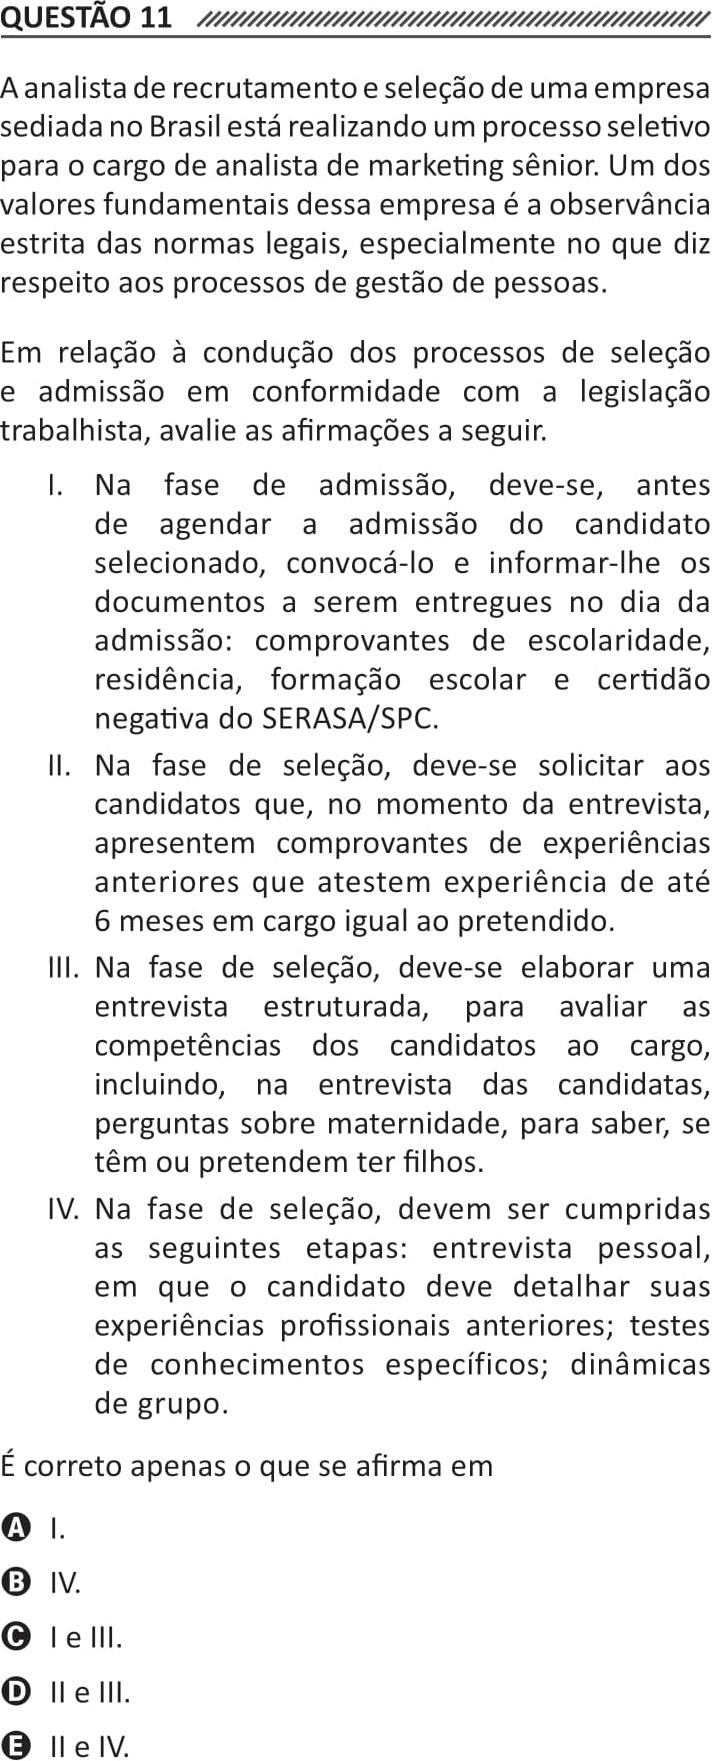 QUESTÃO 11
A analista de recrutamento e seleção de uma empresa
sediada no Brasil está realizando um processo seletivo
para o cargo de analista de marketing sênior. Um dos
valores fundamentais dessa empresa é a observância
estrita das normas legais, especialmente no que diz
respeito aos processos de gestão de pessoas.
Em relação à condução dos processos de seleção
e admissão em conformidade com a legislação
trabalhista, avalie as afirmações a seguir.
I. Na fase de admissão, deve-se, antes
de agendar a admissão do candidato
selecionado, convocá-lo e informar-lhe os
documentos a serem entregues no dia da
admissão: comprovantes de escolaridade,
residência, formação escolar e certidão
negativa do SERASA/SPC.
II. Na fase de seleção, deve-se solicitar aos
candidatos que, no momento da entrevista,
apresentem comprovantes de experiências
anteriores que atestem experiência de até
6 meses em cargo igual ao pretendido.
III. Na fase de seleção, deve-se elaborar uma
entrevista estruturada, para avaliar as
competências dos candidatos ao cargo,
incluindo, na entrevista das candidatas,
perguntas sobre maternidade, para saber, se
têm ou pretendem ter filhos.
IV. Na fase de seleção, devem ser cumpridas
as seguintes etapas: entrevista pessoal,
em que o candidato deve detalhar suas
experiências profissionais anteriores; testes
de conhecimentos específicos; dinâmicas
de grupo.
É correto apenas o que se afirma em
A I.
B IV.
C I e III.
D II e III.
E II e IV.